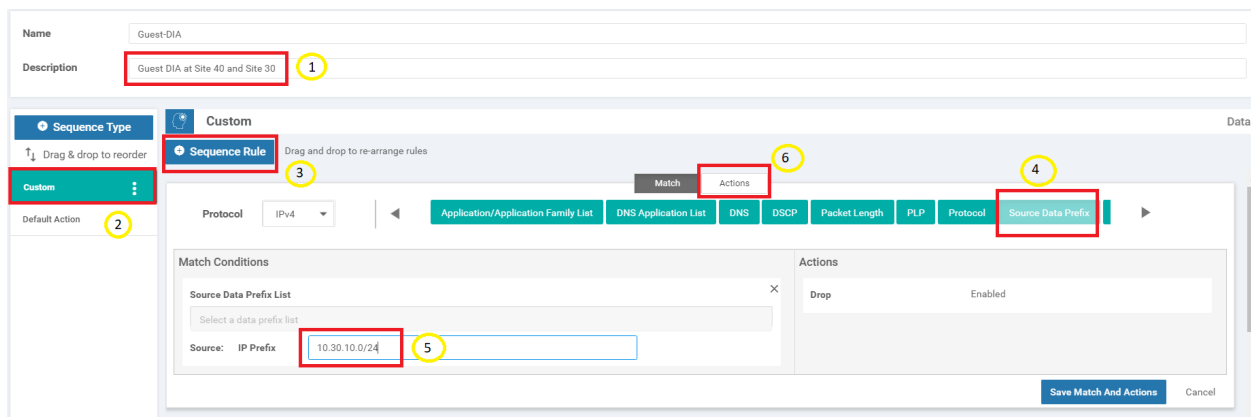 Name Guest-DIA
Description Guest DIA at Site 40 and Site 30 1
Sequence Type Custom Data
Drag & drop to reorder Sequence Rule Drag and drop to re-arrange rules
3 6 4
Custom Match Actions
Default Action 2 Protocol IPv4 Application/Application Family List DNS Application List DNS DSCP Packet Length PLP Protocol Source Data Prefix
Match Conditions Actions
Source Data Prefix List Drop Enabled
Select a data prefix list
Source: IP Prefix 10.30.10.0/24 5
Save Match And Actions Cancel